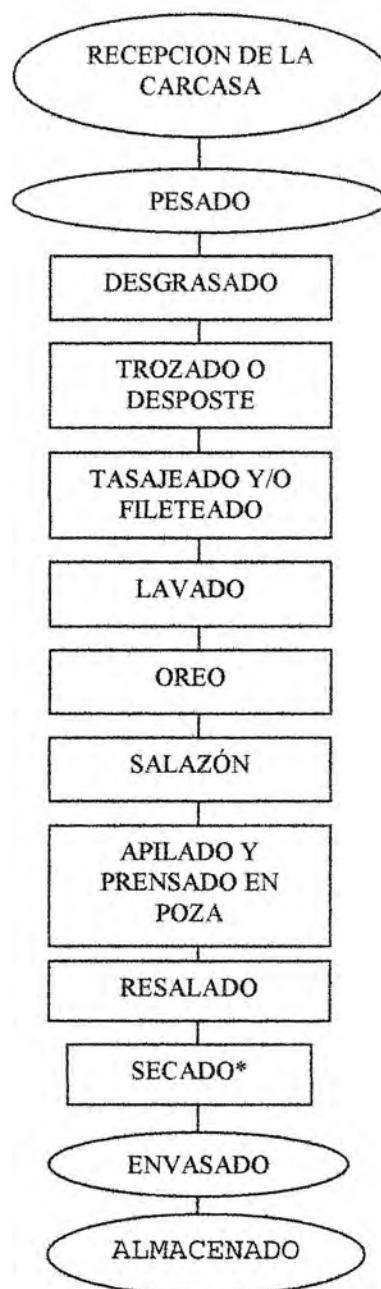 RECEPCION DE LA
CARCASA
PESADO
DESGRASADO
TROZADO O
DESPOSTE
TASAJEADO Y/O
FILETEADO
LAVADO
OREO
SALAZÓN
APILADO Y
PRENSADO EN
POZA
RESALADO
SECADO*
ENVASADO
ALMACENADO